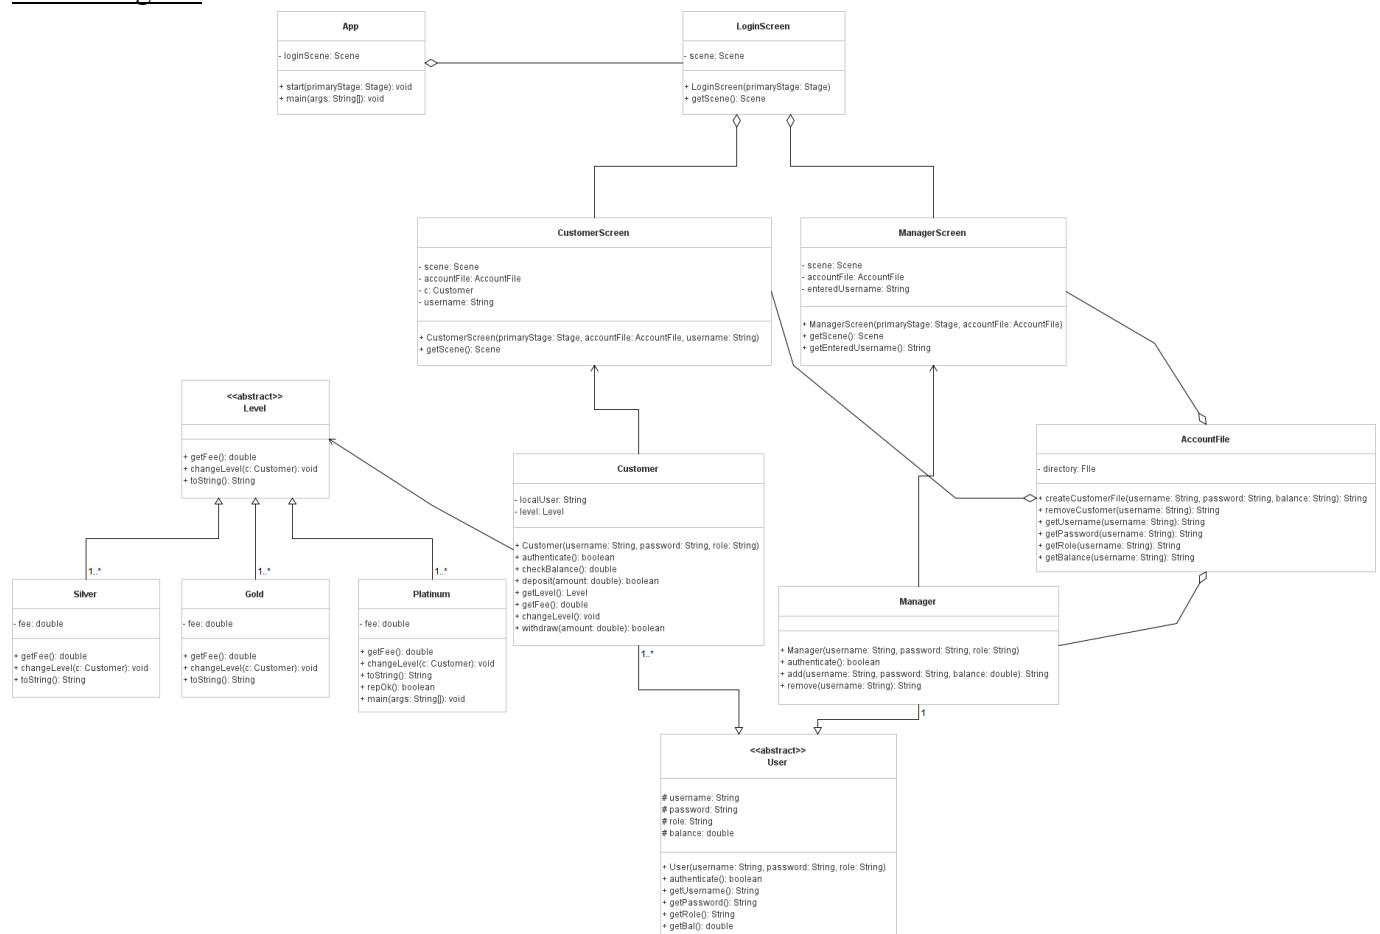 App
- loginScene: Scene
+ start(primaryStage: Stage): void
+ main(args: String[]): void
LoginScreen
- scene: Scene
+ LoginScreen(primaryStage: Stage)
+ getScene(): Scene
CustomerScreen
- scene: Scene
- accountFile: AccountFile
- c: Customer
- username: String
+ CustomerScreen(primaryStage: Stage, accountFile: AccountFile, username: String)
+ getScene(): Scene
ManagerScreen
- scene: Scene
- accountFile: AccountFile
- enteredUsername: String
+ ManagerScreen(primaryStage: Stage, accountFile: AccountFile)
+ getScene(): Scene
+ getEnteredUsername(): String
<<abstract>>
Level
+ getFee(): double
+ changeLevel(c: Customer): void
+ toString(): String
AccountFile
- directory: FIle
+ createCustomerFile(username: String, password: String, balance: String): String
+ removeCustomer(username: String): String
+ getUsername(username: String): String
+ getPassword(username: String): String
+ getRole(username: String): String
+ getBalance(username: String): String
Customer
- localUser: String
- level: Level
+ Customer(username: String, password: String, role: String)
+ authenticate(): boolean
+ checkBalance(): double
+ deposit(amount: double): boolean
+ getLevel(): Level
+ getFee(): double
+ changeLevel(): void
+ withdraw(amount: double): boolean
1..*
1..*
1..*
1..*
Silver
- fee: double
+ getFee(): double
+ changeLevel(c: Customer): void
+ toString(): String
Gold
- fee: double
+ getFee(): double
+ changeLevel(c: Customer): void
+ toString(): String
Platinum
- fee: double
+ getFee(): double
+ changeLevel(c: Customer): void
+ toString(): String
+ repOk(): boolean
+ main(args: String[]): void
Manager
+ Manager(username: String, password: String, role: String)
+ authenticate(): boolean
+ add(username: String, password: String, balance: double): String
+ remove(username: String): String
1
<<abstract>>
User
# username: String
# password: String
# role: String
# balance: double
+ User(username: String, password: String, role: String)
+ authenticate(): boolean
+ getUsername(): String
+ getPassword(): String
+ getRole(): String
+ getBal(): double